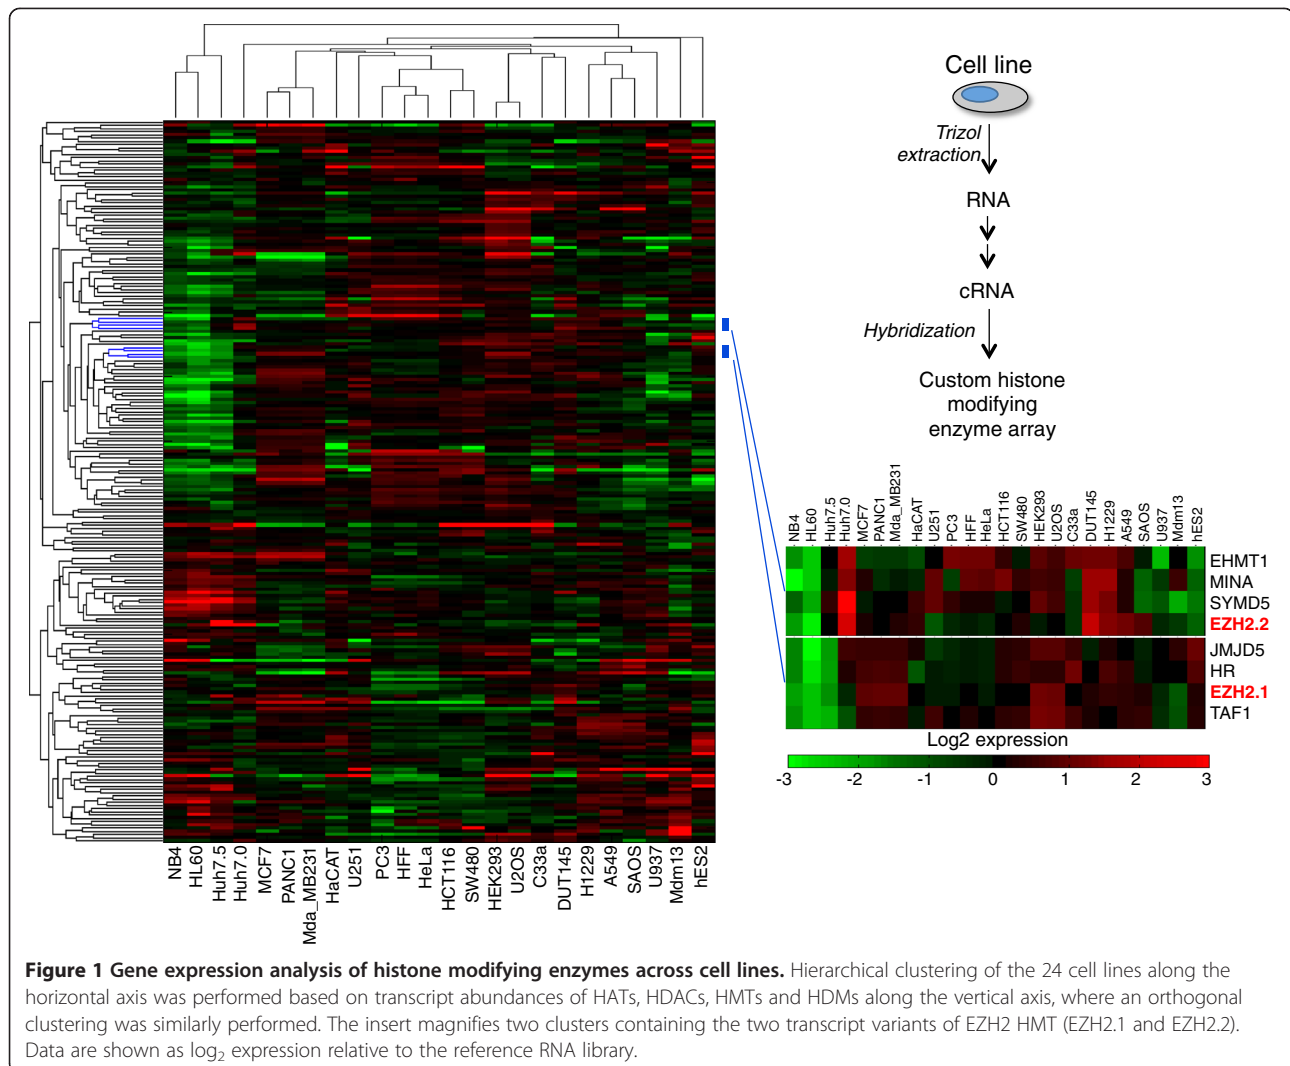 Cell line
Trizol
extraction
RNA
cRNA
Hybridization
Custom histone
modifying
enzyme array
NB4
HL60
Huh7.5
Huh7.0
MCF7
PANC1
Mda_MB231
HaCAT
U251
PC3
HFF
HeLa
HCT116
SW480
HEK293
U2OS
C33a
DUT145
H1229
A549
SAOS
U937
Mdm13
hES2
EHMT1
MINA
SYMD5
EZH2.2
JMJD5
HR
EZH2.1
TAF1
Log2 expression
-3 -2 -1 0 1 2 3
NB4
HL60
Huh7.5
Huh7.0
MCF7
PANC1
Mda_MB231
HaCAT
U251
PC3
HFF
HeLa
HCT116
SW480
HEK293
U2OS
C33a
DUT145
H1229
A549
SAOS
U937
Mdm13
hES2
Figure 1 Gene expression analysis of histone modifying enzymes across cell lines. Hierarchical clustering of the 24 cell lines along the
horizontal axis was performed based on transcript abundances of HATs, HDACs, HMTs and HDMs along the vertical axis, where an orthogonal
clustering was similarly performed. The insert magnifies two clusters containing the two transcript variants of EZH2 HMT (EZH2.1 and EZH2.2).
Data are shown as log2 expression relative to the reference RNA library.